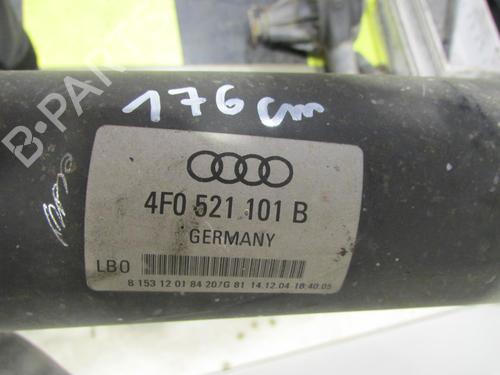 B-PARTS
176 cm
4F0 521 101 B
GERMANY
LB0
8 153 12 01 84 207G 81 14.12.04 18:40:05